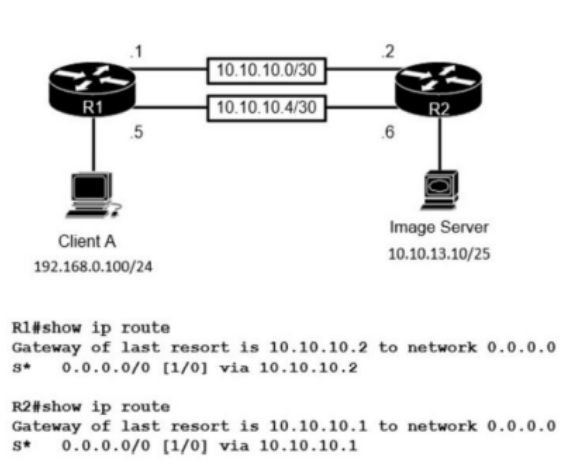 .1
.2
10.10.10.0/30
R1
R2
10.10.10.4/30
.5
.6
Client A
192.168.0.100/24
Image Server
10.10.13.10/25
R1#show ip route
Gateway of last resort is 10.10.10.2 to network 0.0.0.0
S* 0.0.0.0/0 [1/0] via 10.10.10.2
R2#show ip route
Gateway of last resort is 10.10.10.1 to network 0.0.0.0
S* 0.0.0.0/0 [1/0] via 10.10.10.1